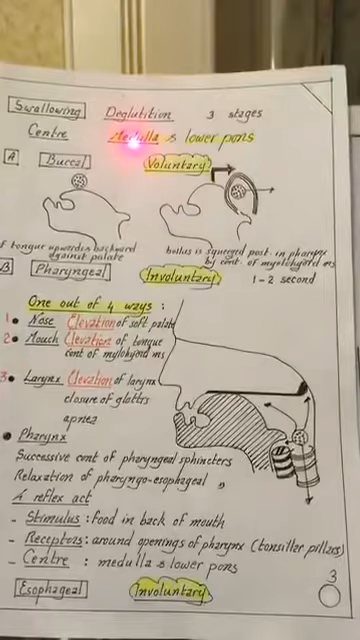 Swallowing Deglutition 3 stages
Centre Medulla & lower pons
A Buccal Voluntary
f tongue upwards backward against palate
bolus is squeezed post. in pharynx by cont. of mylohyoid ms
B Pharyngeal Involuntary 1-2 second
One out of 4 ways :
1 • Nose Elevation of soft palate
2 • Mouth Elevation of tongue
cont of mylohyoid ms
3 • Larynx Elevation of larynx
closure of glottis
apnea
• Pharynx
Successive cont of pharyngeal sphincters
Relaxation of pharyngo-esophageal "
A reflex act
- Stimulus : food in back of mouth
- Receptors : around openings of pharynx (tonsiller pillars)
- Centre : medulla & lower pons
Esophageal Involuntary
3